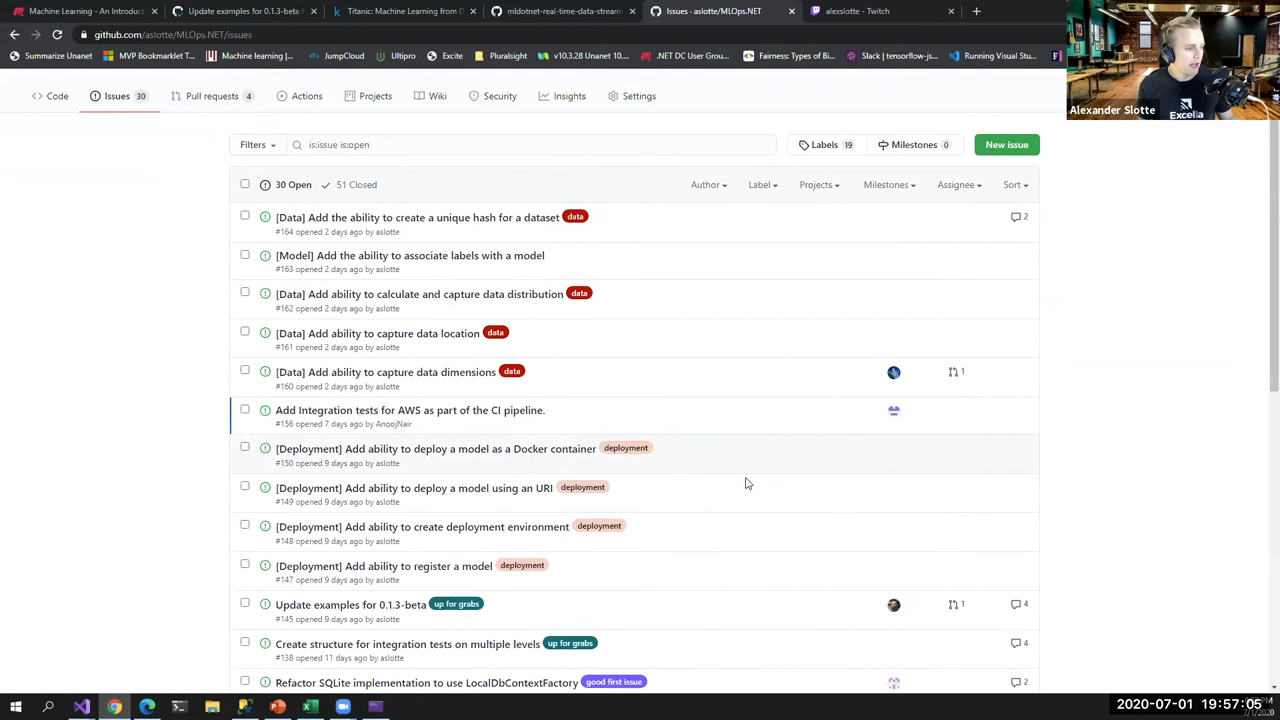 Machine Learning - An Introduc
Update examples for 0.1.3-beta
Titanic: Machine Learning from D
mldotnet-real-time-data-stream
Issues · aslotte/MLOps.NET
alexslotte - Twitch
github.com/aslotte/MLOps.NET/issues
Summarize Uranet
MVP Bookmarklet T...
Machine learning |...
JumpCloud
Ultipro
Excite
Pluralsight
v10.3.28 Unanet 10....
.NET DC User Grou...
Fairness: Types of Bi...
Slack | tensorflow-js...
Running Visual Stu...
Code
Issues 30
Pull requests 4
Actions
Projects
Wiki
Security
Insights
Settings
Alexander Slotte
Excella
Filters
is:issue is:open
Labels 19
Milestones 0
New issue
30 Open
51 Closed
Author
Label
Projects
Milestones
Assignee
Sort
[Data] Add the ability to create a unique hash for a dataset data
2
#164 opened 2 days ago by aslotte
[Model] Add the ability to associate labels with a model
#163 opened 2 days ago by aslotte
[Data] Add ability to calculate and capture data distribution data
#162 opened 2 days ago by aslotte
[Data] Add ability to capture data location data
#161 opened 2 days ago by aslotte
[Data] Add ability to capture data dimensions data
1
#160 opened 2 days ago by aslotte
Add Integration tests for AWS as part of the CI pipeline.
#156 opened 7 days ago by AnoojNair
[Deployment] Add ability to deploy a model as a Docker container deployment
#150 opened 9 days ago by aslotte
[Deployment] Add ability to deploy a model using an URI deployment
#149 opened 9 days ago by aslotte
[Deployment] Add ability to create deployment environment deployment
#148 opened 9 days ago by aslotte
[Deployment] Add ability to register a model deployment
#147 opened 9 days ago by aslotte
Update examples for 0.1.3-beta up for grabs
1
4
#145 opened 9 days ago by aslotte
Create structure for integration tests on multiple levels up for grabs
4
#138 opened 11 days ago by aslotte
Refactor SQLite implementation to use LocalDbContextFactory good first issue
2
2020-07-01 19:57:05
7/1/2020